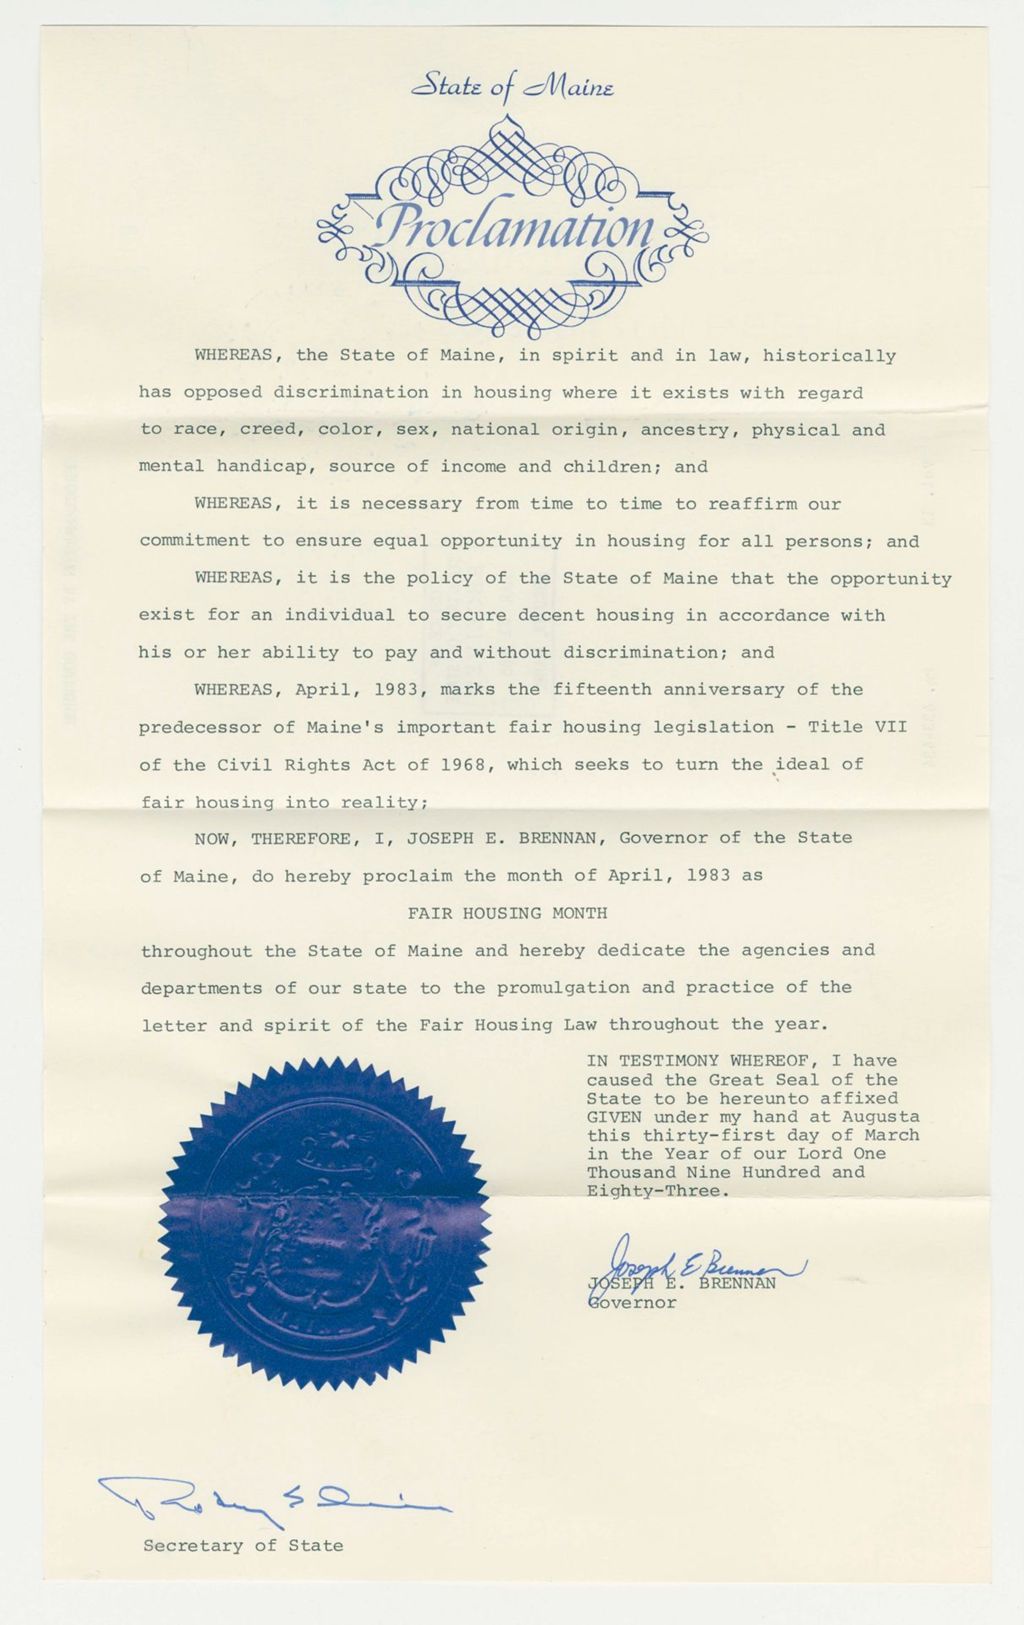 State of Maine
Proclamation
WHEREAS, the State of Maine, in spirit and in law, historically
has opposed discrimination in housing where it exists with regard
to race, creed, color, sex, national origin, ancestry, physical and
mental handicap, source of income and children; and
WHEREAS, it is necessary from time to time to reaffirm our
commitment to ensure equal opportunity in housing for all persons; and
WHEREAS, it is the policy of the State of Maine that the opportunity
exist for an individual to secure decent housing in accordance with
his or her ability to pay and without discrimination; and
WHEREAS, April, 1983, marks the fifteenth anniversary of the
predecessor of Maine's important fair housing legislation - Title VII
of the Civil Rights Act of 1968, which seeks to turn the ideal of
fair housing into reality;
NOW, THEREFORE, I, JOSEPH E. BRENNAN, Governor of the State
of Maine, do hereby proclaim the month of April, 1983 as
FAIR HOUSING MONTH
throughout the State of Maine and hereby dedicate the agencies and
departments of our state to the promulgation and practice of the
letter and spirit of the Fair Housing Law throughout the year.
IN TESTIMONY WHEREOF, I have
caused the Great Seal of the
State to be hereunto affixed
GIVEN under my hand at Augusta
this thirty-first day of March
in the Year of our Lord One
Thousand Nine Hundred and
Eighty-Three.
Joseph E Brennan
JOSEPH E. BRENNAN
Governor
Secretary of State